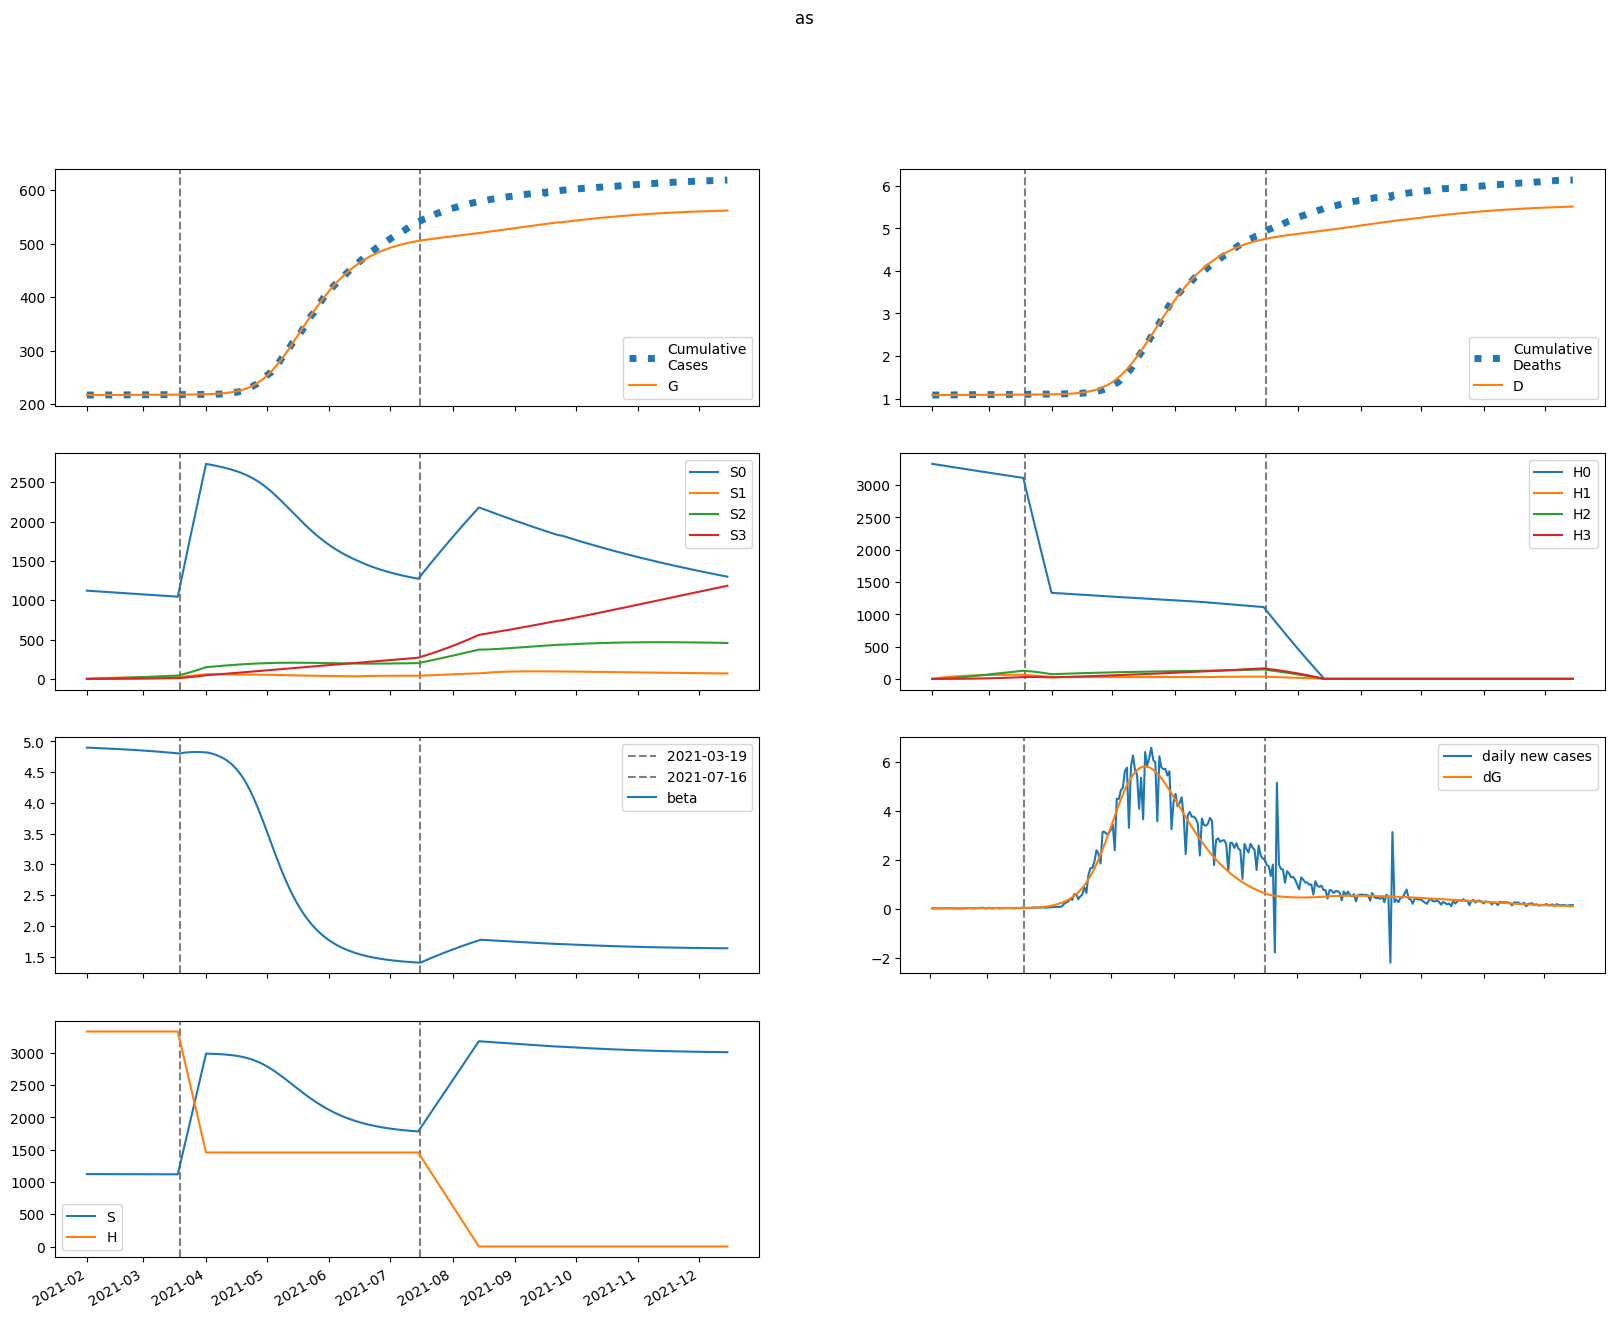 as
600
500
400
300
200
Cumulative
Cases
G
6
5
4
3
2
1
Cumulative
Deaths
D
2500
2000
1500
1000
500
0
S0
S1
S2
S3
3000
2500
2000
1500
1000
500
0
H0
H1
H2
H3
5.0
4.5
4.0
3.5
3.0
2.5
2.0
1.5
2021-03-19
2021-07-16
beta
6
4
2
0
−2
daily new cases
dG
3000
2500
2000
1500
1000
500
0
S
H
2021-02
2021-03
2021-04
2021-05
2021-06
2021-07
2021-08
2021-09
2021-10
2021-11
2021-12